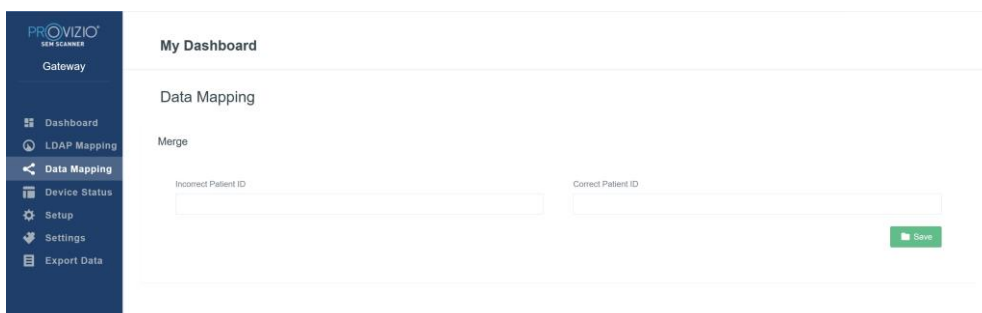 PROVIZIO®
SEM SCANNER
Gateway
Dashboard
LDAP Mapping
Data Mapping
Device Status
Setup
Settings
Export Data
My Dashboard
Data Mapping
Merge
Incorrect Patient ID
Correct Patient ID
Save